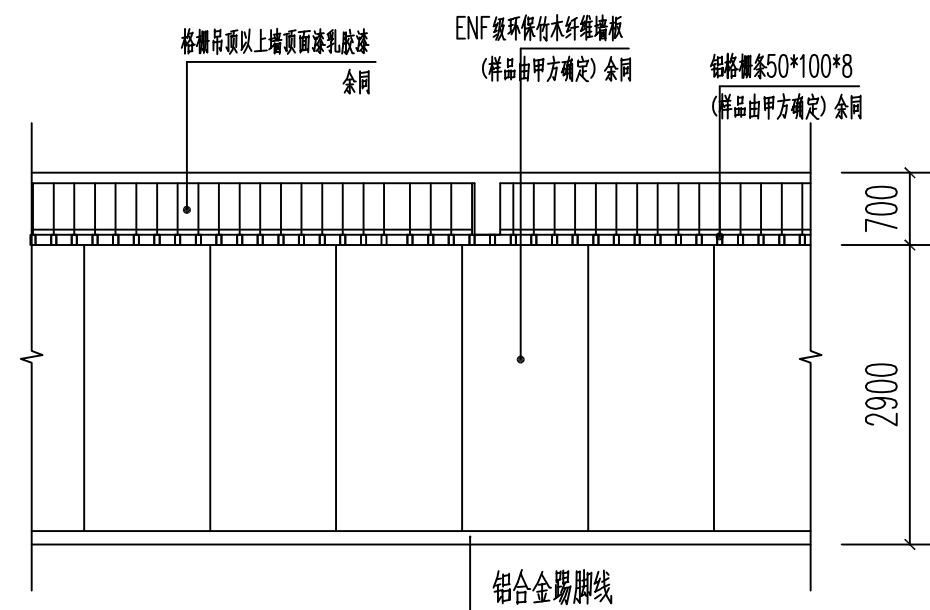 格栅吊顶以上墙顶面漆乳胶漆
余同
ENF级环保竹木纤维墙板
(样品由甲方确定) 余同
铝格栅条50*100*8
(样品由甲方确定) 余同
700
2900
铝合金踢脚线